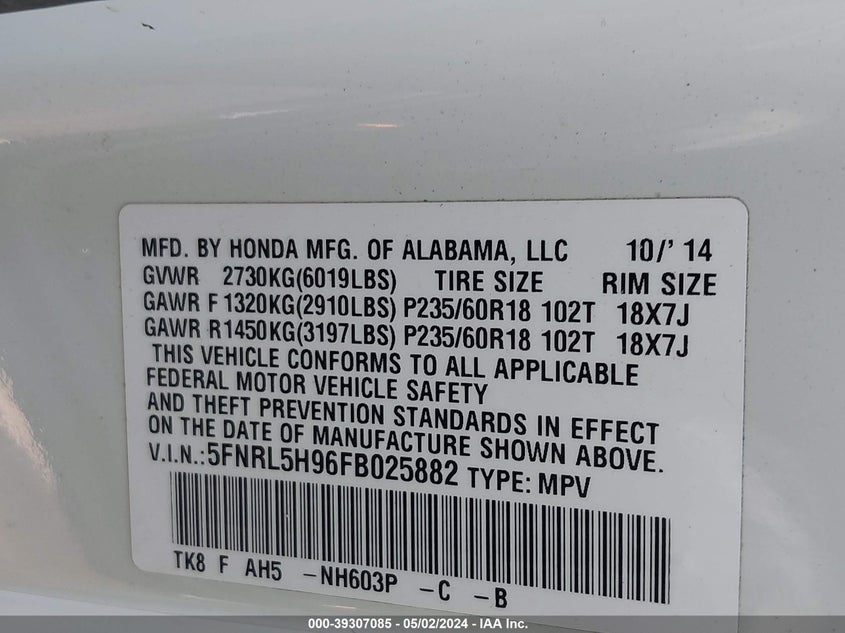 MFD. BY HONDA MFG. OF ALABAMA, LLC 10/' 14
GVWR 2730KG(6019LBS) TIRE SIZE RIM SIZE
GAWR F 1320KG(2910LBS) P235/60R18 102T 18X7J
GAWR R1450KG(3197LBS) P235/60R18 102T 18X7J
THIS VEHICLE CONFORMS TO ALL APPLICABLE
FEDERAL MOTOR VEHICLE SAFETY
AND THEFT PREVENTION STANDARDS IN EFFECT
ON THE DATE OF MANUFACTURE SHOWN ABOVE.
V.I.N.:5FNRL5H96FB025882 TYPE: MPV
TK8 F AH5 -NH603P -C -B
000-39307085 - 05/02/2024 - IAA Inc.